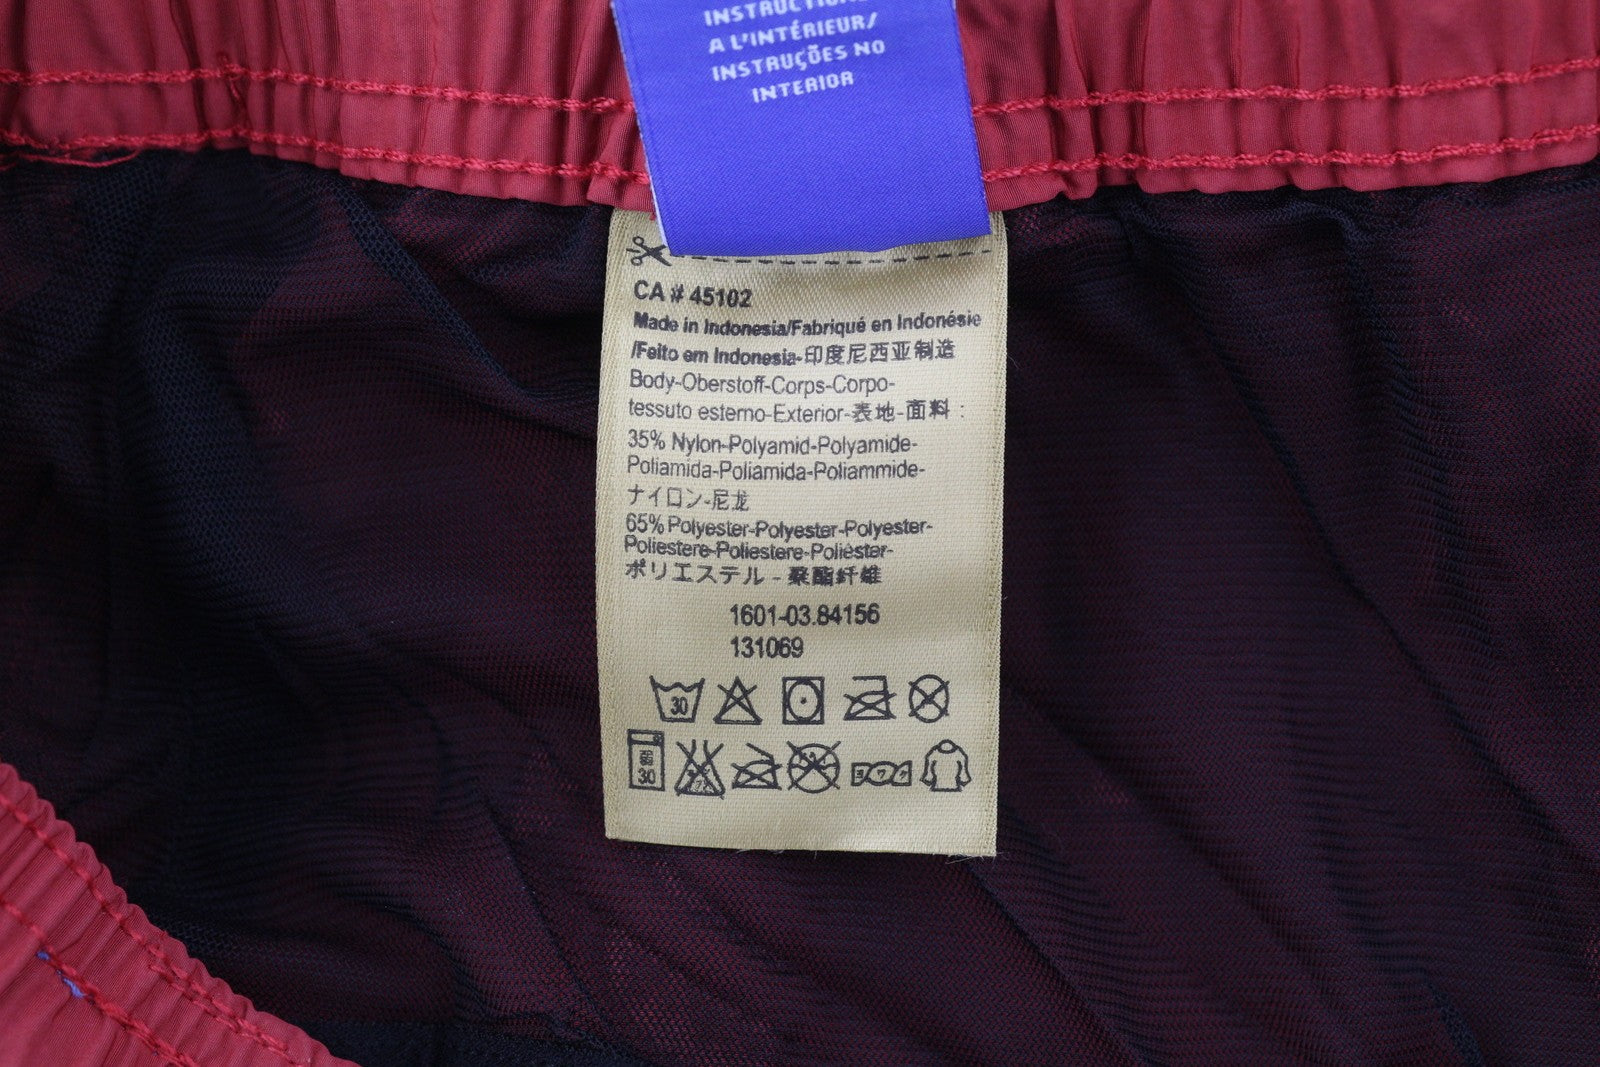 INSTRUCTIONS
A L'INTÉRIEUR/
INSTRUÇÕES NO
INTERIOR
CA # 45102
Made in Indonesia/Fabriqué en Indonésie
/Feito em Indonesia-印度尼西亚制造
Body-Oberstoff-Corps-Corpo-
tessuto esterno-Exterior-表地-面料 :
35% Nylon-Polyamid-Polyamide-
Poliamida-Poliamida-Poliammide-
ナイロン-尼龙
65% Polyester-Polyester-Polyester-
Poliestere-Poliestere-Poliéster-
ポリエステル - 聚酯纤维
1601-03.84156
131069
30
30